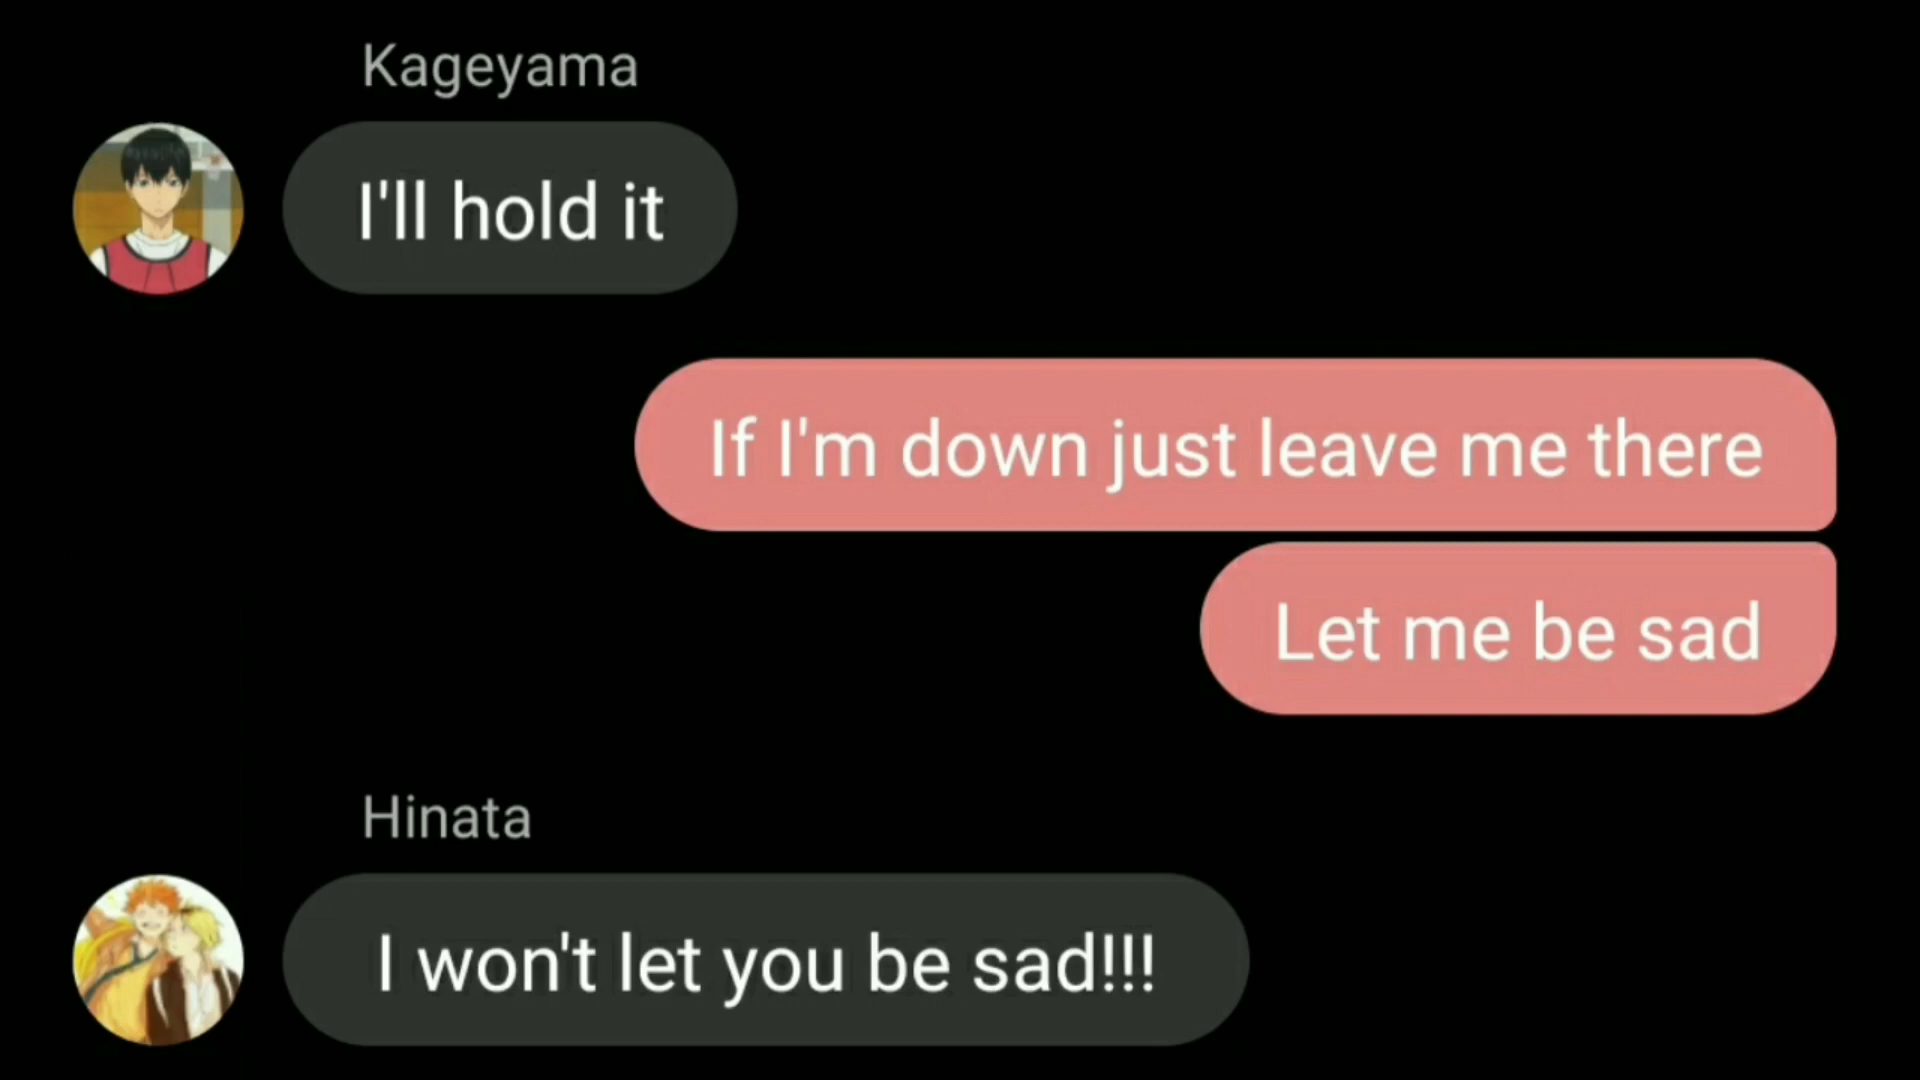 Kageyama
I'll hold it
If I'm down just leave me there
Let me be sad
Hinata
I won't let you be sad!!!